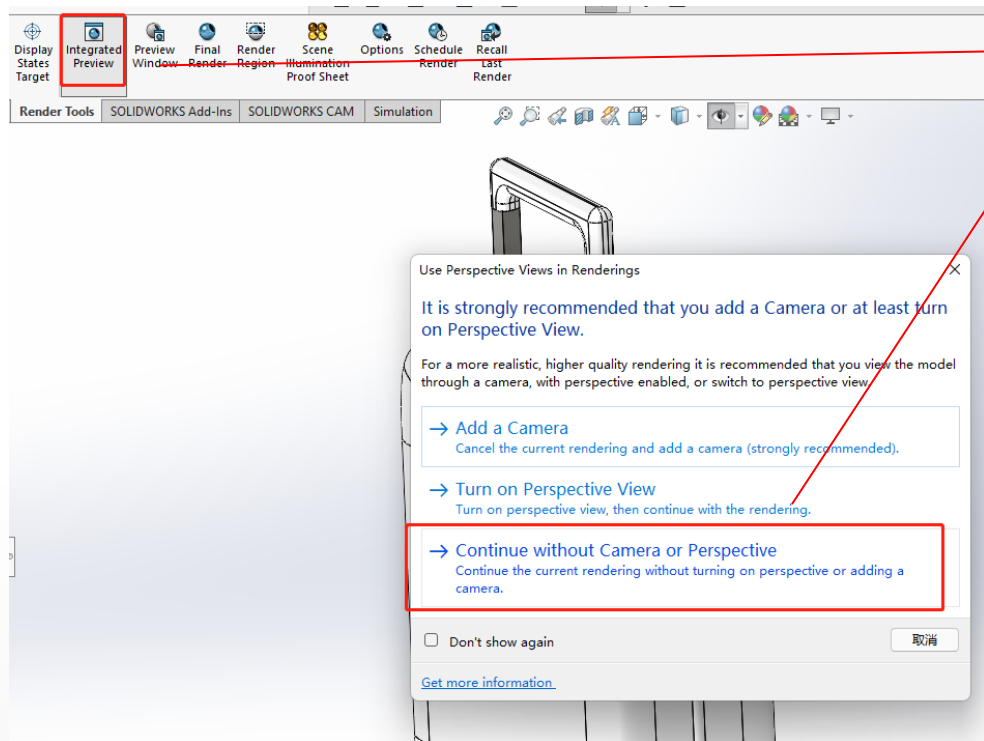 Display States Target
Integrated Preview
Preview Window
Final Render
Render Region
Scene Illumination Proof Sheet
Options
Schedule Render
Recall Last Render
Render Tools
SOLIDWORKS Add-Ins
SOLIDWORKS CAM
Simulation
Use Perspective Views in Renderings
It is strongly recommended that you add a Camera or at least turn
on Perspective View.
For a more realistic, higher quality rendering it is recommended that you view the model
through a camera, with perspective enabled, or switch to perspective view.
Add a Camera
Cancel the current rendering and add a camera (strongly recommended).
Turn on Perspective View
Turn on perspective view, then continue with the rendering.
Continue without Camera or Perspective
Continue the current rendering without turning on perspective or adding a
camera.
Don't show again
取消
Get more information